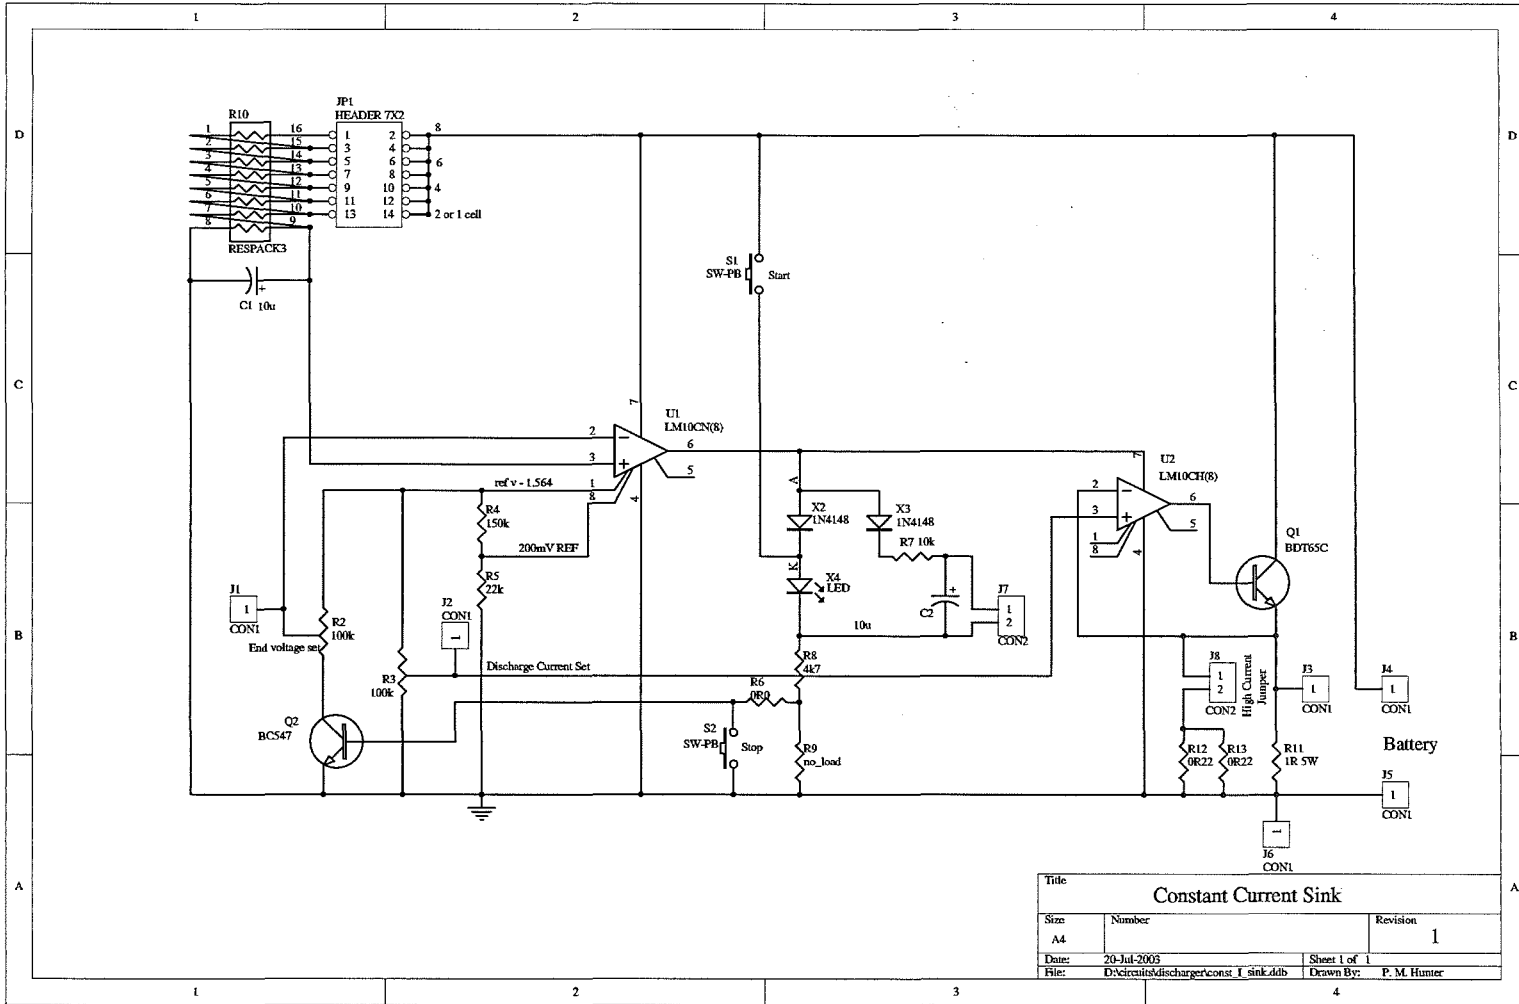 1 2 3 4
D D
JP1
HEADER 7X2
R10
1 16 1 2 8
2 15 3 4
3 14 5 6 6
4 13 7 8
5 12 9 10 4
6 11 11 12
7 10 13 14 2 or 1 cell
8 9
RESPACK3
S1
SW-PB Start
+
C1 10u
C C
7
U1
LM10CN(8)
2 − 6
3 + 5
ref v - 1.564 1
8 4
7
U2
LM10CH(8)
A
2 − 6
3 + 5
1
8 4
R4
150k
X2
1N4148
X3
1N4148
R7 10k
Q1
BDT65C
200mV REF
K
X4
LED
R5
22k
J1
1
CON1
J2
CON1
1
+
C2
10u
J7
1
2
CON2
B B
R2
100k
End voltage set
Discharge Current Set
R3
100k
R8
4k7
R6
0R0
J8
1
2
CON2
High Current
Jumper
J3
1
CON1
J4
1
CON1
Q2
BC547
S2
SW-PB Stop
R9
no_load
R12
0R22
R13
0R22
R11
1R 5W
Battery
J5
1
CON1
1
J6
CON1
A A
Title
Constant Current Sink
Size Number Revision
A4 1
Date: 20-Jul-2003 Sheet 1 of 1
File: D:\circuits\discharger\const_I_sink.ddb Drawn By: P. M. Hunter
1 2 3 4